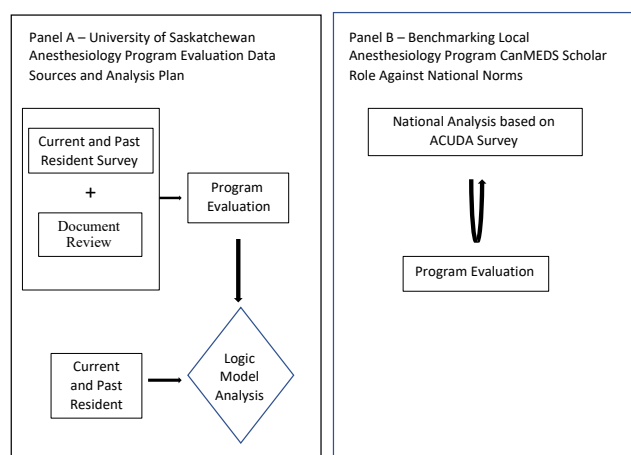 Panel A – University of Saskatchewan
Anesthesiology Program Evaluation Data
Sources and Analysis Plan
Current and Past
Resident Survey
+
Document
Review
Program
Evaluation
Current
and Past
Resident
Logic
Model
Analysis
Panel B – Benchmarking Local
Anesthesiology Program CanMEDS Scholar
Role Against National Norms
National Analysis based on
ACUDA Survey
Program Evaluation